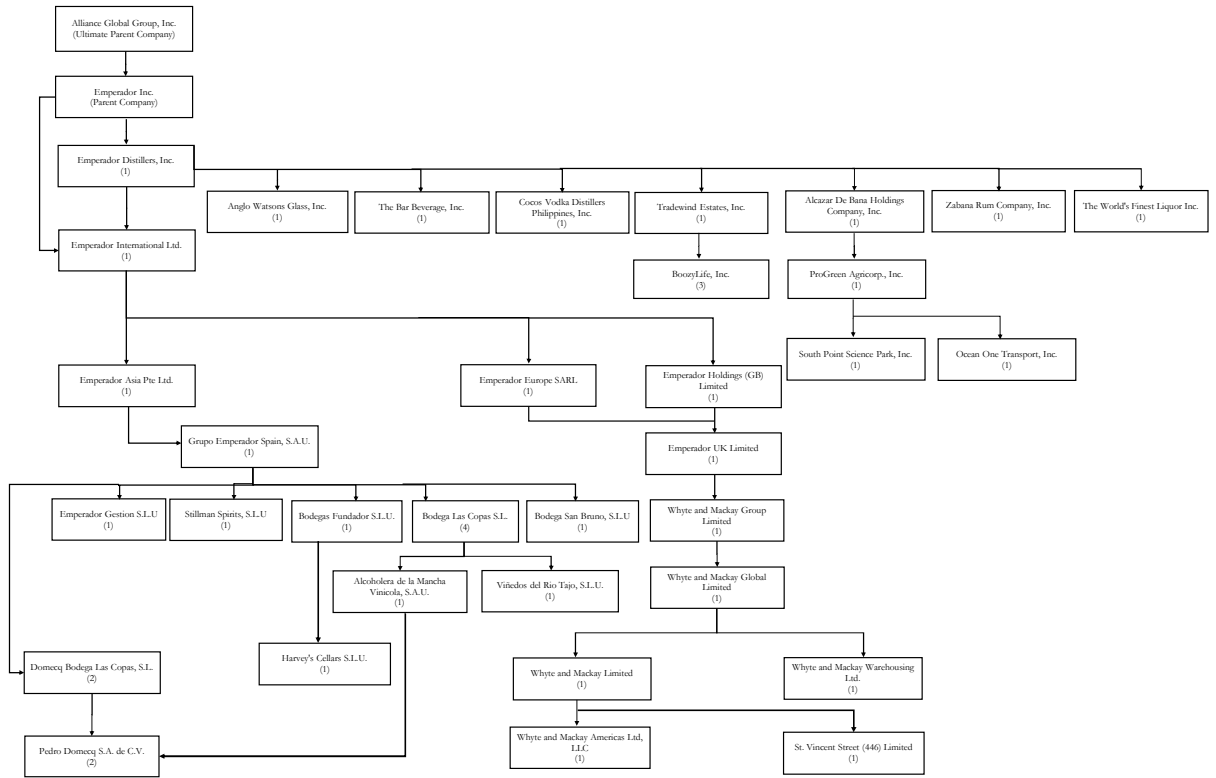 Alliance Global Group, Inc.
(Ultimate Parent Company)
Emperador Inc.
(Parent Company)
Emperador Distillers, Inc.
(1)
Anglo Watsons Glass, Inc.
(1)
The Bar Beverage, Inc.
(1)
Cocos Vodka Distillers
Philippines, Inc.
(1)
Tradewind Estates, Inc.
(1)
Alcazar De Bana Holdings
Company, Inc.
(1)
Zabana Rum Company, Inc.
(1)
The World's Finest Liquor Inc.
(1)
Emperador International Ltd.
(1)
BoozyLife, Inc.
(3)
ProGreen Agricorp., Inc.
(1)
South Point Science Park, Inc.
(1)
Ocean One Transport, Inc.
(1)
Emperador Asia Pte Ltd.
(1)
Emperador Europe SARL
(1)
Emperador Holdings (GB)
Limited
(1)
Grupo Emperador Spain, S.A.U.
(1)
Emperador UK Limited
(1)
Emperador Gestion S.L.U
(1)
Stillman Spirits, S.L.U
(1)
Bodegas Fundador S.L.U.
(1)
Bodega Las Copas S.L.
(4)
Bodega San Bruno, S.L.U
(1)
Whyte and Mackay Group
Limited
(1)
Alcoholera de la Mancha
Vinicola, S.A.U.
(1)
Viñedos del Rio Tajo, S.L.U.
(1)
Whyte and Mackay Global
Limited
(1)
Harvey's Cellars S.L.U.
(1)
Domecq Bodega Las Copas, S.L.
(2)
Whyte and Mackay Limited
(1)
Whyte and Mackay Warehousing
Ltd.
(1)
Pedro Domecq S.A. de C.V.
(2)
Whyte and Mackay Americas Ltd,
LLC
(1)
St. Vincent Street (446) Limited
(1)